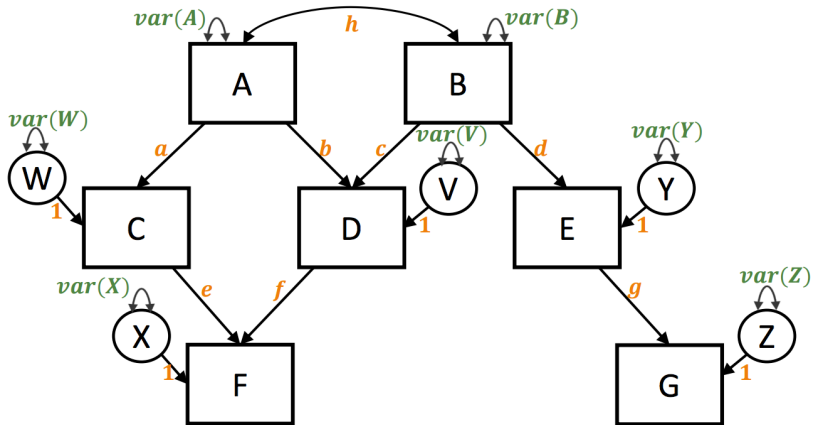 var(A)
h
var(B)
A
B
var(W)
a
b
c
var(V)
d
var(Y)
W
V
Y
1
C
D
1
E
1
var(X)
e
f
g
var(Z)
X
Z
1
F
G
1